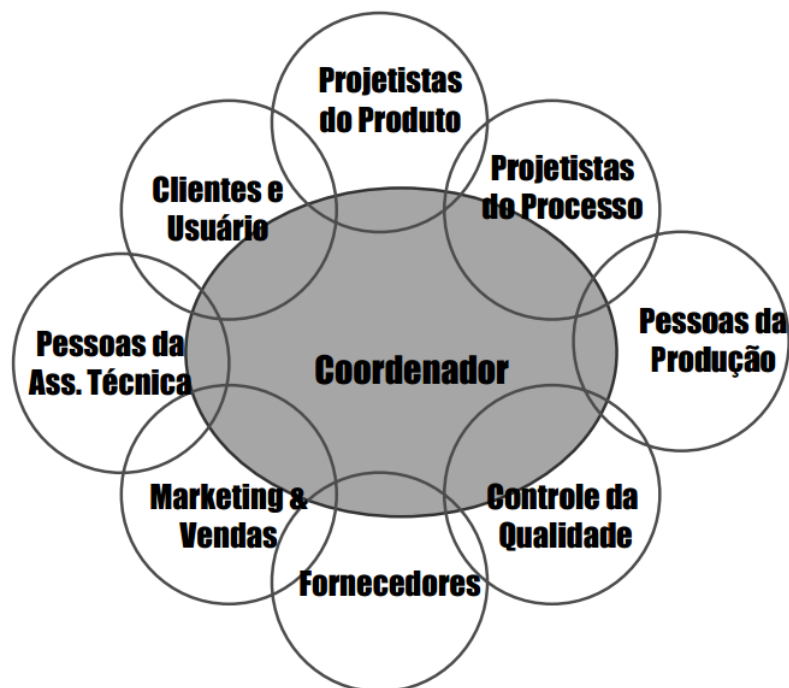 Projetistas
do Produto
Projetistas
do Processo
Clientes e
Usuário
Pessoas da
Produção
Pessoas da
Ass. Técnica
Coordenador
Marketing &
Vendas
Controle da
Qualidade
Fornecedores